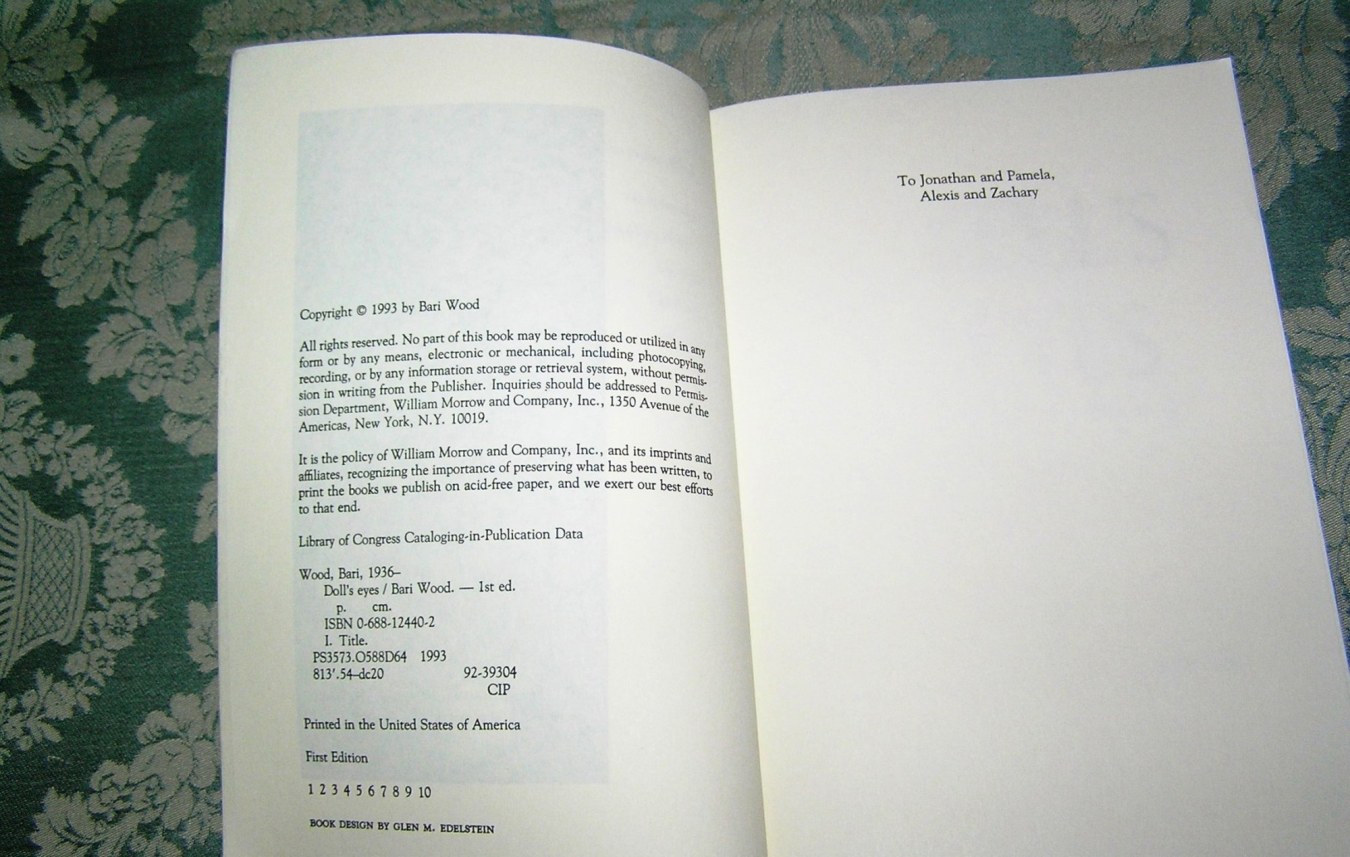 Copyright © 1993 by Bari Wood
All rights reserved. No part of this book may be reproduced or utilized in any
form or by any means, electronic or mechanical, including photocopying,
recording, or by any information storage or retrieval system, without permis-
sion in writing from the Publisher. Inquiries should be addressed to Permis-
sion Department, William Morrow and Company, Inc., 1350 Avenue of the
Americas, New York, N.Y. 10019.
It is the policy of William Morrow and Company, Inc., and its imprints and
affiliates, recognizing the importance of preserving what has been written, to
print the books we publish on acid-free paper, and we exert our best efforts
to that end.
Library of Congress Cataloging-in-Publication Data
Wood, Bari, 1936–
Doll's eyes / Bari Wood. — 1st ed.
p. cm.
ISBN 0-688-12440-2
I. Title.
PS3573.O588D64 1993
813'.54–dc20 92-39304
CIP
Printed in the United States of America
First Edition
1 2 3 4 5 6 7 8 9 10
BOOK DESIGN BY GLEN M. EDELSTEIN
To Jonathan and Pamela,
Alexis and Zachary